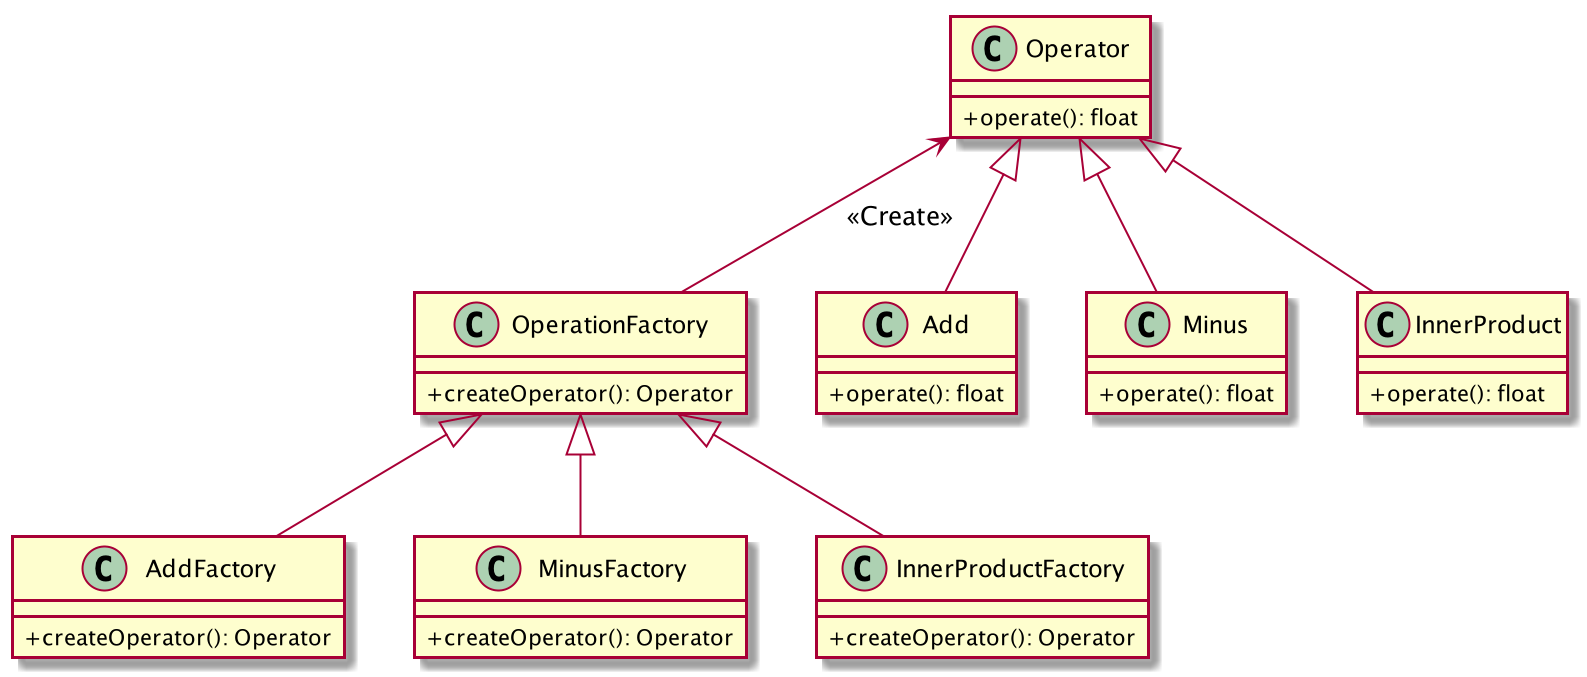 C Operator
+operate(): float
«Create»
C OperationFactory
+createOperator(): Operator
C Add
+operate(): float
C Minus
+operate(): float
C InnerProduct
+operate(): float
C AddFactory
+createOperator(): Operator
C MinusFactory
+createOperator(): Operator
C InnerProductFactory
+createOperator(): Operator